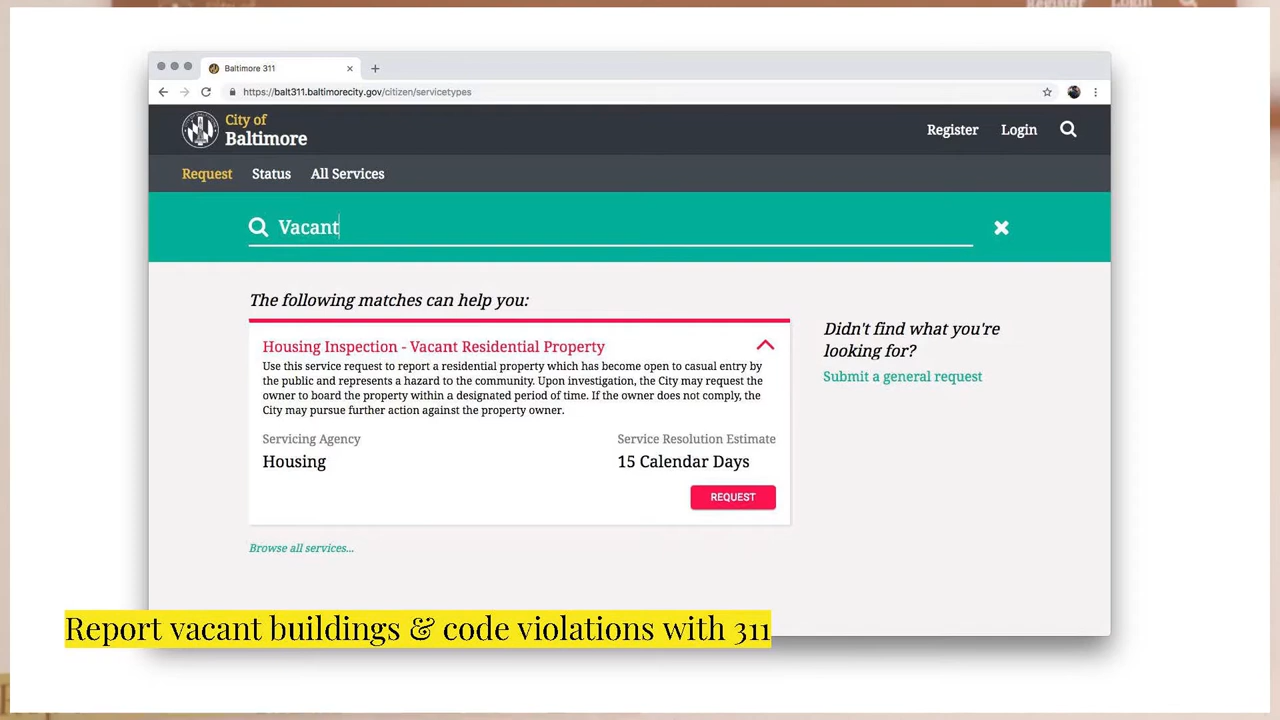 Baltimore 311
https://balt311.baltimorecity.gov/citizen/servicetypes
City of
Baltimore
Register
Login
Request
Status
All Services
Vacant
The following matches can help you:
Housing Inspection - Vacant Residential Property
Use this service request to report a residential property which has become open to casual entry by
the public and represents a hazard to the community. Upon investigation, the City may request the
owner to board the property within a designated period of time. If the owner does not comply, the
City may pursue further action against the property owner.
Servicing Agency
Service Resolution Estimate
Housing
15 Calendar Days
REQUEST
Browse all services...
Didn't find what you're
looking for?
Submit a general request
Report vacant buildings & code violations with 311